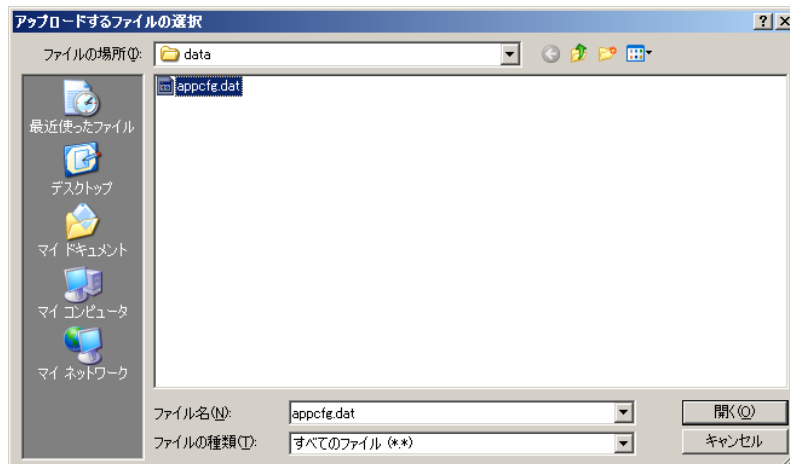 アップロードするファイルの選択
ファイルの場所(I):
data
appcfg.dat
最近使ったファイル
デスクトップ
マイ ドキュメント
マイ コンピュータ
マイ ネットワーク
ファイル名(N):
appcfg.dat
開く(O)
ファイルの種類(T):
すべてのファイル (*.*)
キャンセル